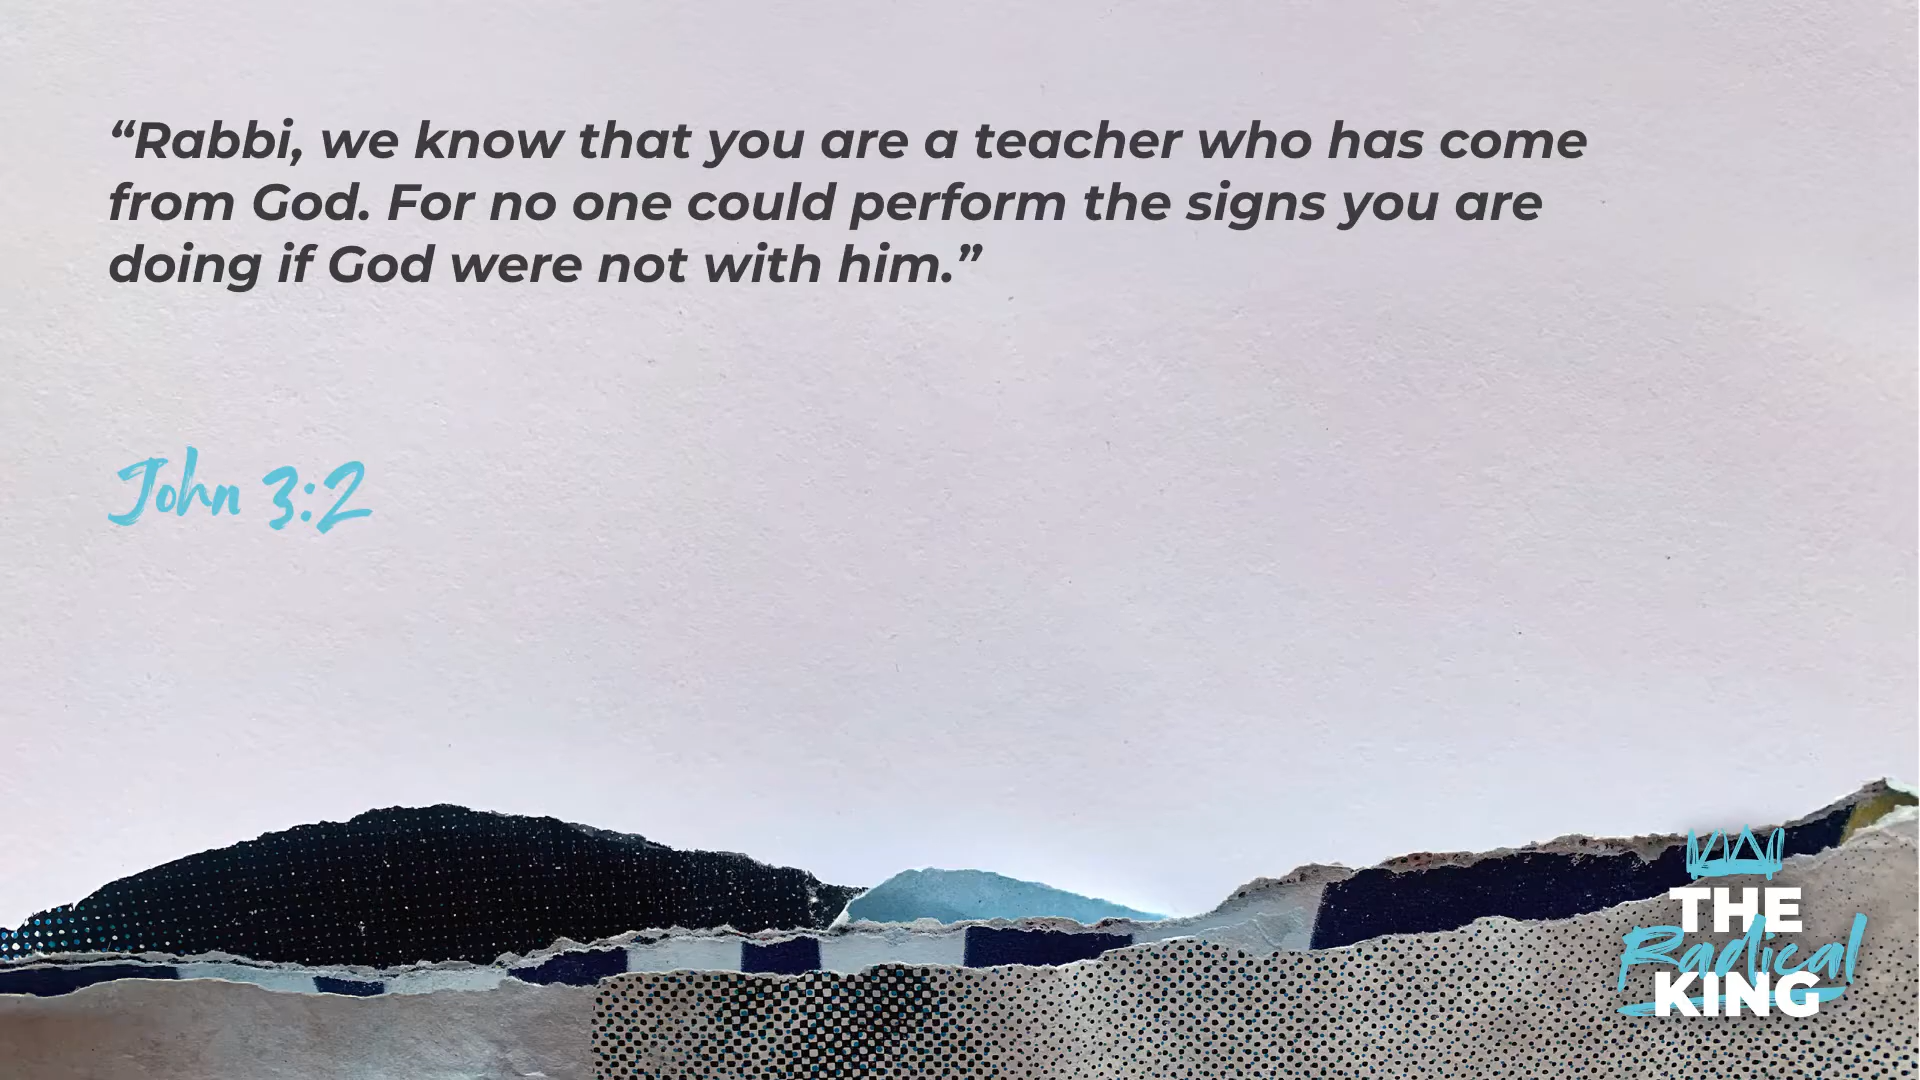 “Rabbi, we know that you are a teacher who has come
from God. For no one could perform the signs you are
doing if God were not with him.”
John 3:2
THE
Radical
KING